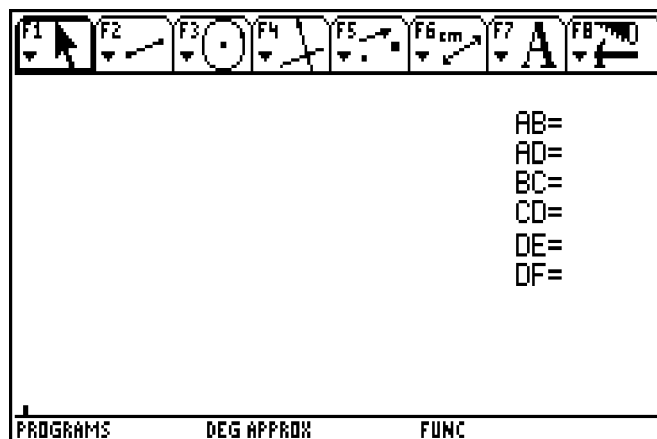 F1 F2 F3 F4 F5 F6 cm F7 A F8
AB=
AD=
BC=
CD=
DE=
DF=
PROGRAMS DEG APPROX FUNC